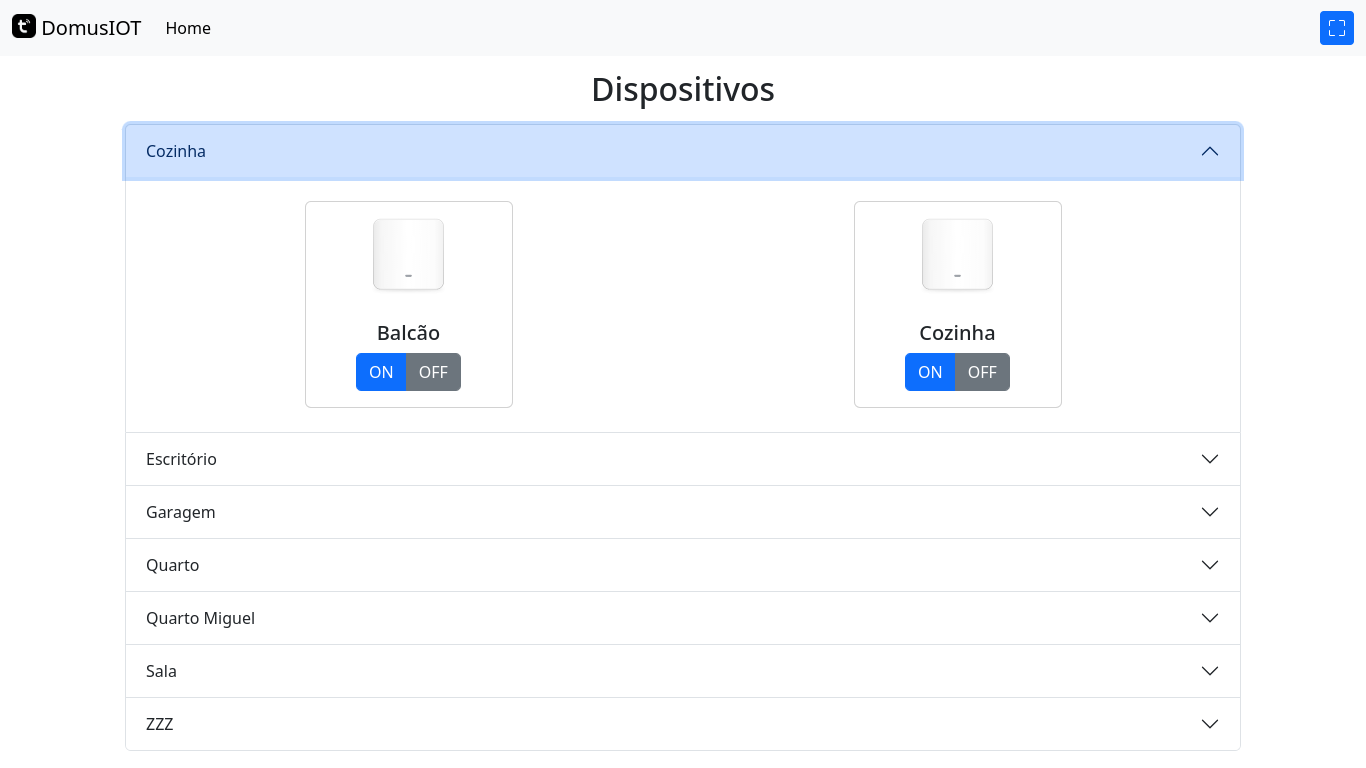 DomusIOT Home
Dispositivos
Cozinha
Balcão
ON OFF
Cozinha
ON OFF
Escritório
Garagem
Quarto
Quarto Miguel
Sala
ZZZ